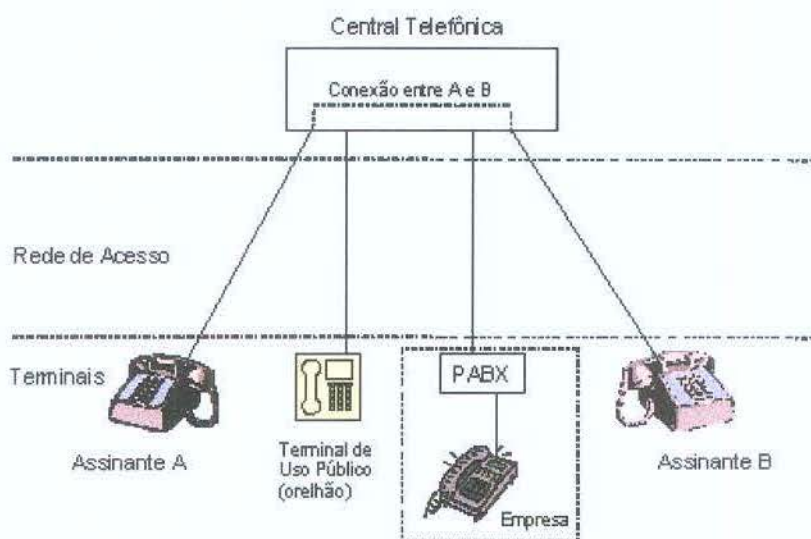 Central Telefônica
Conexão entre A e B
Rede de Acesso
Terminais
PABX
Assinante A
Terminal de
Uso Público
(orelhão)
Empresa
Assinante B